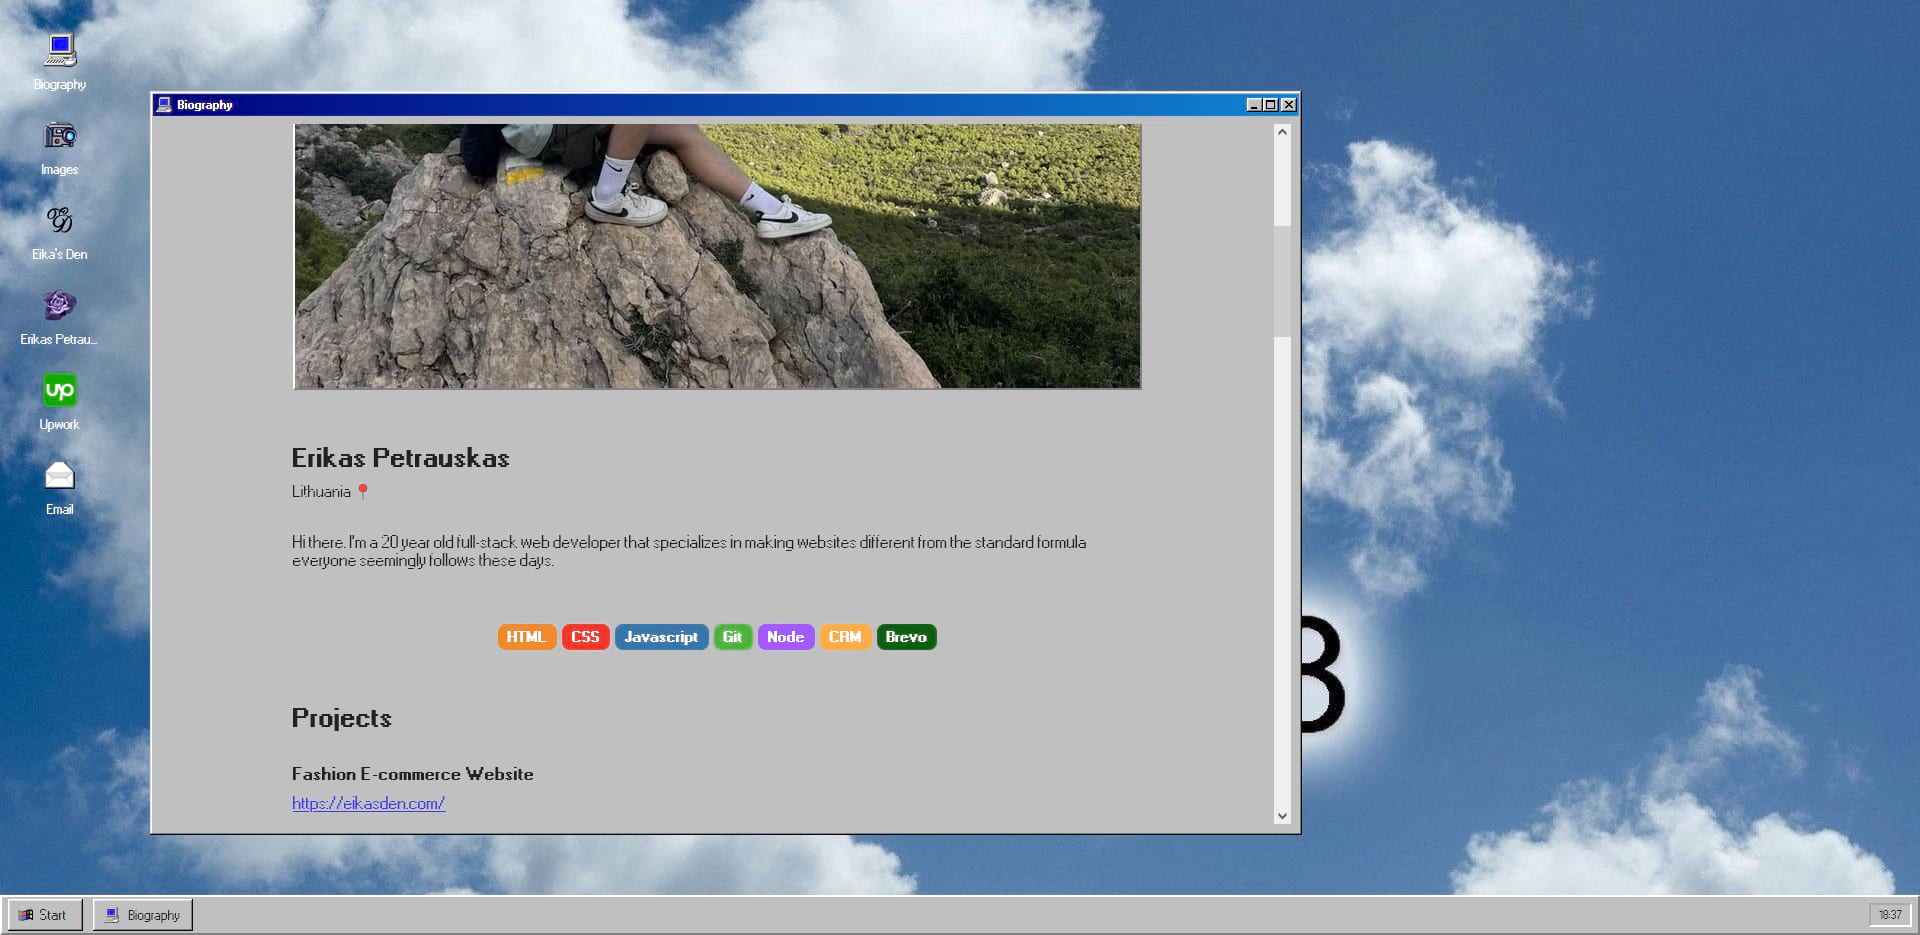 Biography
Images
Eika's Den
Erikas Petrau...
up
Upwork
Email
Biography
Erikas Petrauskas
Lithuania 📍
Hi there. I'm a 20 year old full-stack web developer that specializes in making websites different from the standard formula
everyone seemingly follows these days.
HTML CSS Javascript Git Node CRM Brevo
Projects
Fashion E-commerce Website
https://eikasden.com/
Start
Biography
18:37